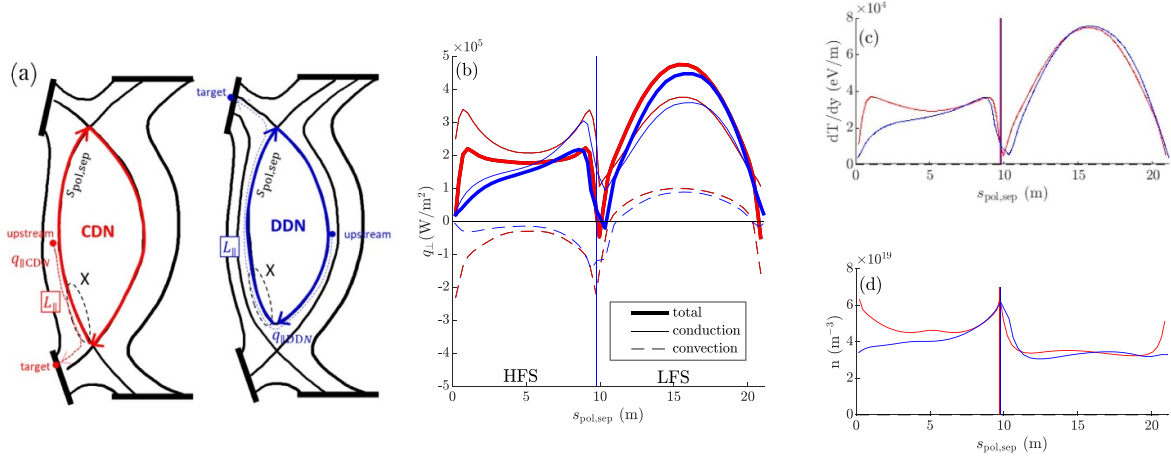 (a)
target
s_pol,sep
CDN
upstream
q_∥CDN
X
L_∥
target
target
s_pol,sep
DDN
upstream
L_∥
X
q_∥DDN
×10^5
(b)
5
4
3
2
1
0
-1
-2
-3
-4
-5
q_⊥(W/m^2)
total
conduction
convection
HFS
LFS
0
5
10
15
20
s_pol,sep (m)
×10^4
(c)
8
6
4
2
0
dT/dy (eV/m)
0
5
10
15
20
s_pol,sep (m)
×10^19
(d)
8
6
4
2
0
n (m^-3)
0
5
10
15
20
s_pol,sep (m)